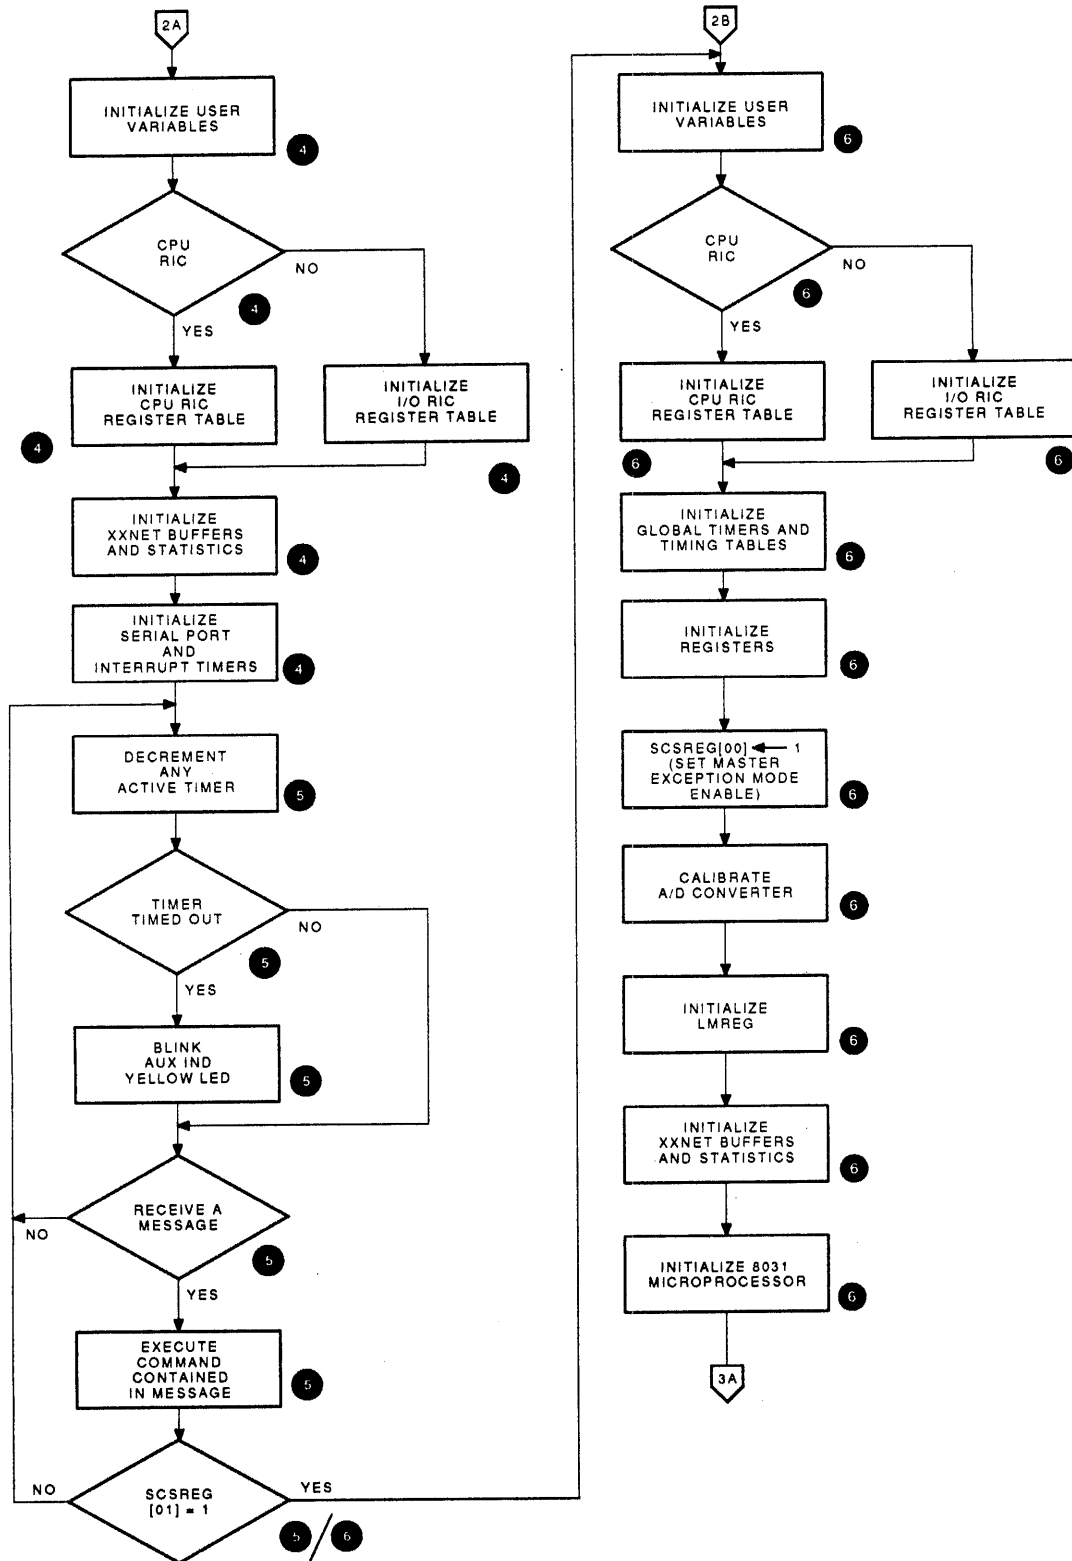 2A
INITIALIZE USER
VARIABLES
4
CPU
RIC
NO
4
YES
INITIALIZE
CPU RIC
REGISTER TABLE
4
INITIALIZE
I/O RIC
REGISTER TABLE
4
INITIALIZE
XXNET BUFFERS
AND STATISTICS
4
INITIALIZE
SERIAL PORT
AND
INTERRUPT TIMERS
4
DECREMENT
ANY
ACTIVE TIMER
5
TIMER
TIMED OUT
NO
5
YES
BLINK
AUX IND
YELLOW LED
5
RECEIVE A
MESSAGE
NO
5
YES
EXECUTE
COMMAND
CONTAINED
IN MESSAGE
5
NO
SCSREG
[01] = 1
YES
5 / 6
2B
INITIALIZE USER
VARIABLES
6
CPU
RIC
NO
6
YES
INITIALIZE
CPU RIC
REGISTER TABLE
6
INITIALIZE
I/O RIC
REGISTER TABLE
6
INITIALIZE
GLOBAL TIMERS AND
TIMING TABLES
6
INITIALIZE
REGISTERS
6
SCSREG[00] ← 1
(SET MASTER
EXCEPTION MODE
ENABLE)
6
CALIBRATE
A/D CONVERTER
6
INITIALIZE
LMREG
6
INITIALIZE
XXNET BUFFERS
AND STATISTICS
6
INITIALIZE 8031
MICROPROCESSOR
6
3A